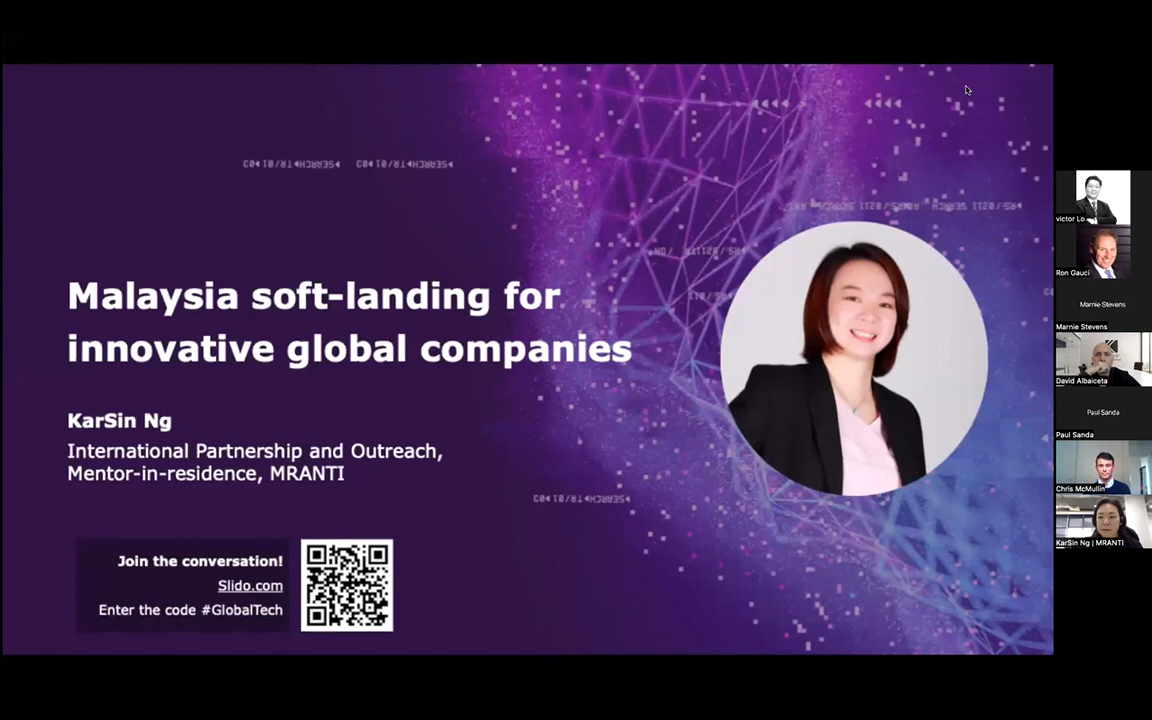 Malaysia soft-landing for
innovative global companies
KarSin Ng
International Partnership and Outreach,
Mentor-in-residence, MRANTI
Join the conversation!
Slido.com
Enter the code #GlobalTech
victor Lo
Ron Gauci
Marnie Stevens
Marnie Stevens
David Albaiceta
Paul Sanda
Paul Sanda
Chris McMullin
KarSin Ng | MRANTI